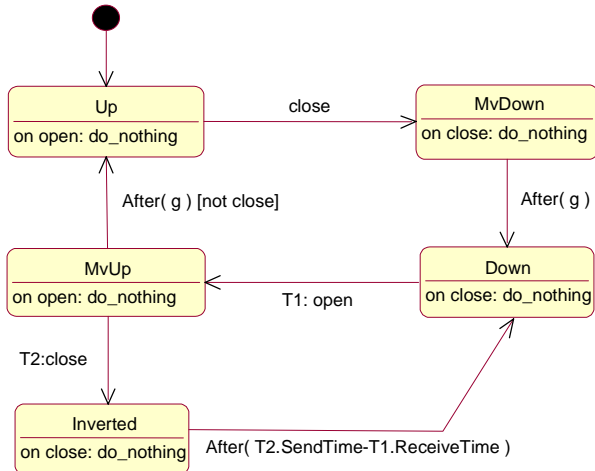 Up
on open: do_nothing
close
MvDown
on close: do_nothing
After( g ) [not close]
After( g )
MvUp
on open: do_nothing
T1: open
Down
on close: do_nothing
T2:close
Inverted
on close: do_nothing
After( T2.SendTime-T1.ReceiveTime )